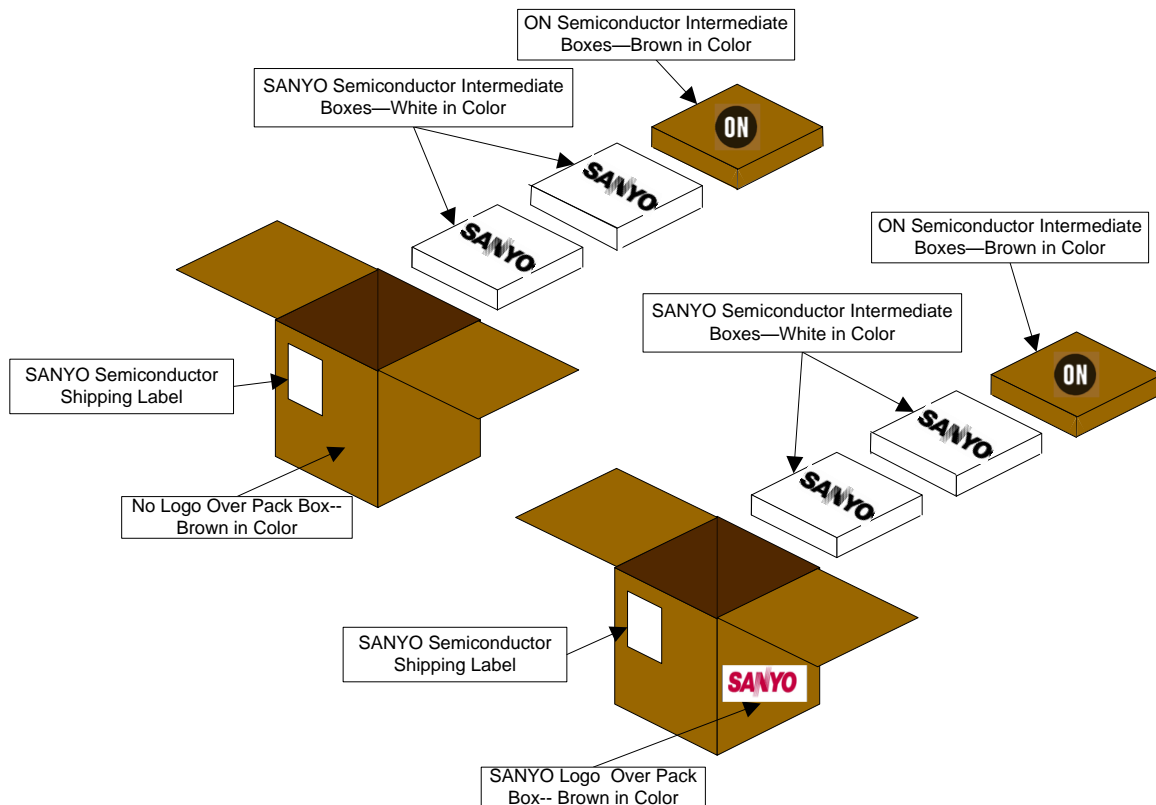 ON Semiconductor Intermediate
Boxes—Brown in Color
SANYO Semiconductor Intermediate
Boxes—White in Color
ON
SANYO
SANYO
ON Semiconductor Intermediate
Boxes—Brown in Color
SANYO Semiconductor Intermediate
Boxes—White in Color
SANYO Semiconductor
Shipping Label
ON
SANYO
SANYO
No Logo Over Pack Box--
Brown in Color
SANYO Semiconductor
Shipping Label
SANYO
SANYO Logo  Over Pack
Box-- Brown in Color